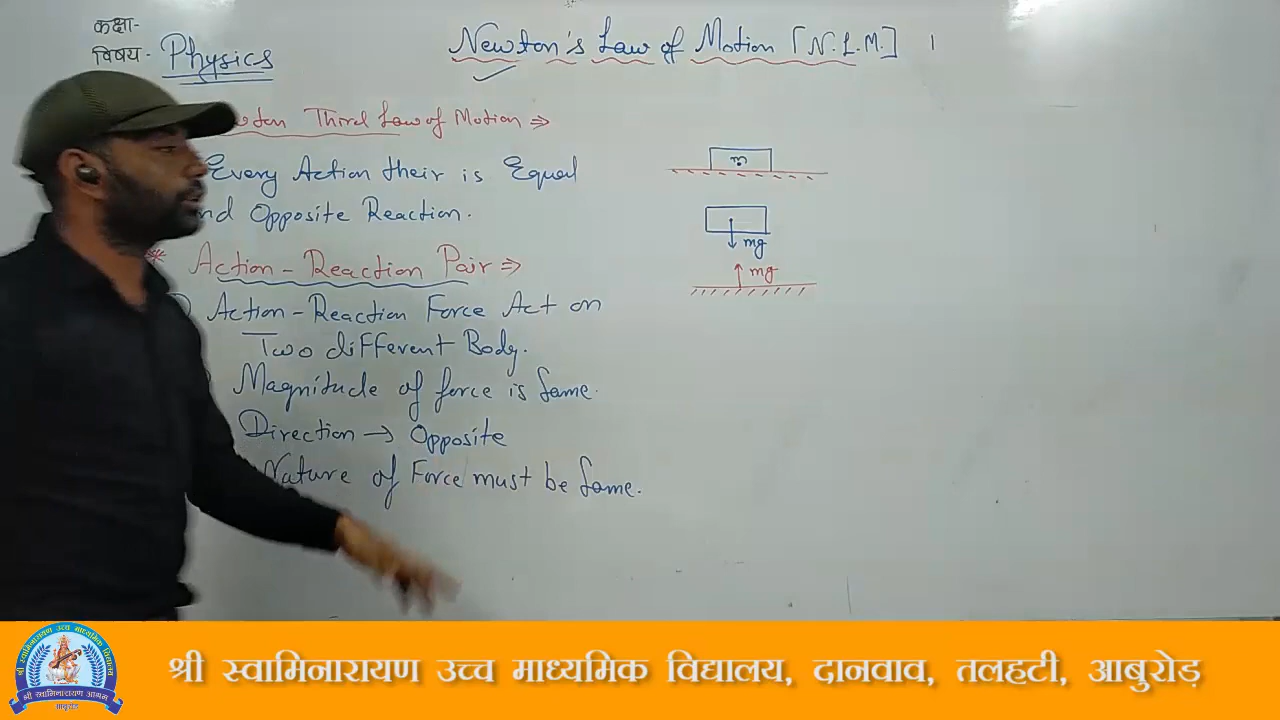 कक्षा-
विषय- Physics
Newton's Law of Motion [N.L.M.]
Third Law of Motion ⇒
Every Action their is Equal
Opposite Reaction.
* Action-Reaction Pair ⇒
Action-Reaction Force Act on
Two different Body.
Magnitude of force is Same.
Direction → Opposite
Nature of Force must be Same.
m
mg
mg
श्री स्वामिनारायण उच्च माध्यमिक विद्यालय, दानवाव, तलहटी, आबुरोड़